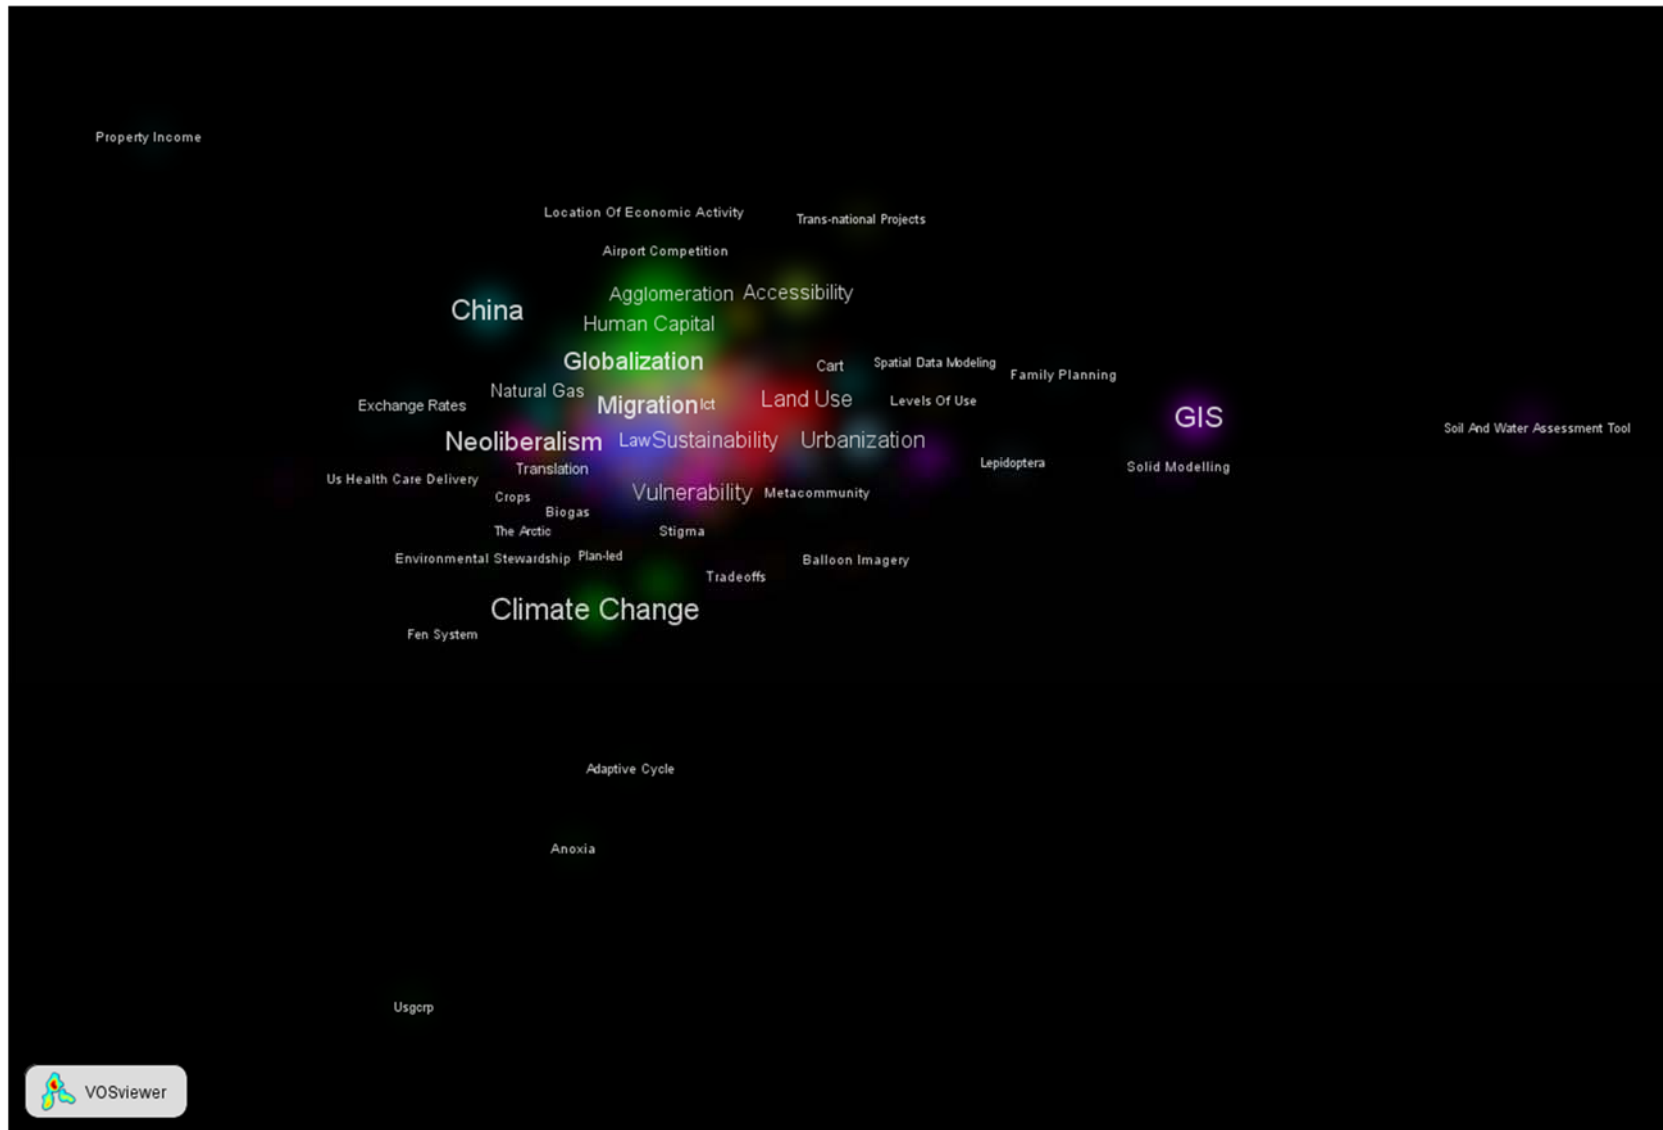 Property Income
Location Of Economic Activity
Trans-national Projects
Airport Competition
Agglomeration
Accessibility
China
Human Capital
Globalization
Cart
Spatial Data Modeling
Family Planning
Natural Gas
Land Use
Levels Of Use
Exchange Rates
Migration
Ict
GIS
Soil And Water Assessment Tool
Neoliberalism
Law
Sustainability
Urbanization
Translation
Lepidoptera
Solid Modelling
Us Health Care Delivery
Crops
Vulnerability
Metacommunity
Biogas
The Arctic
Stigma
Environmental Stewardship
Plan-led
Balloon Imagery
Tradeoffs
Climate Change
Fen System
Adaptive Cycle
Anoxia
Usgcrp
VOSviewer